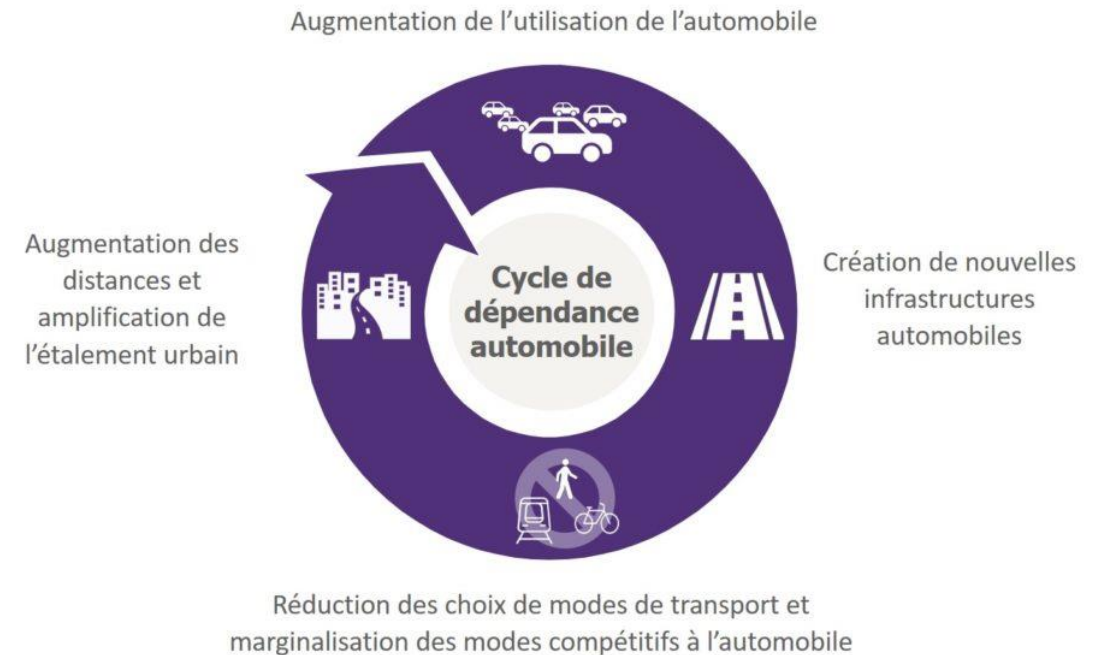 Augmentation de l’utilisation de l’automobile
Création de nouvelles
infrastructures
automobiles
Réduction des choix de modes de transport et
marginalisation des modes compétitifs à l’automobile
Augmentation des
distances et
amplification de
l’étalement urbain
Cycle de
dépendance
automobile